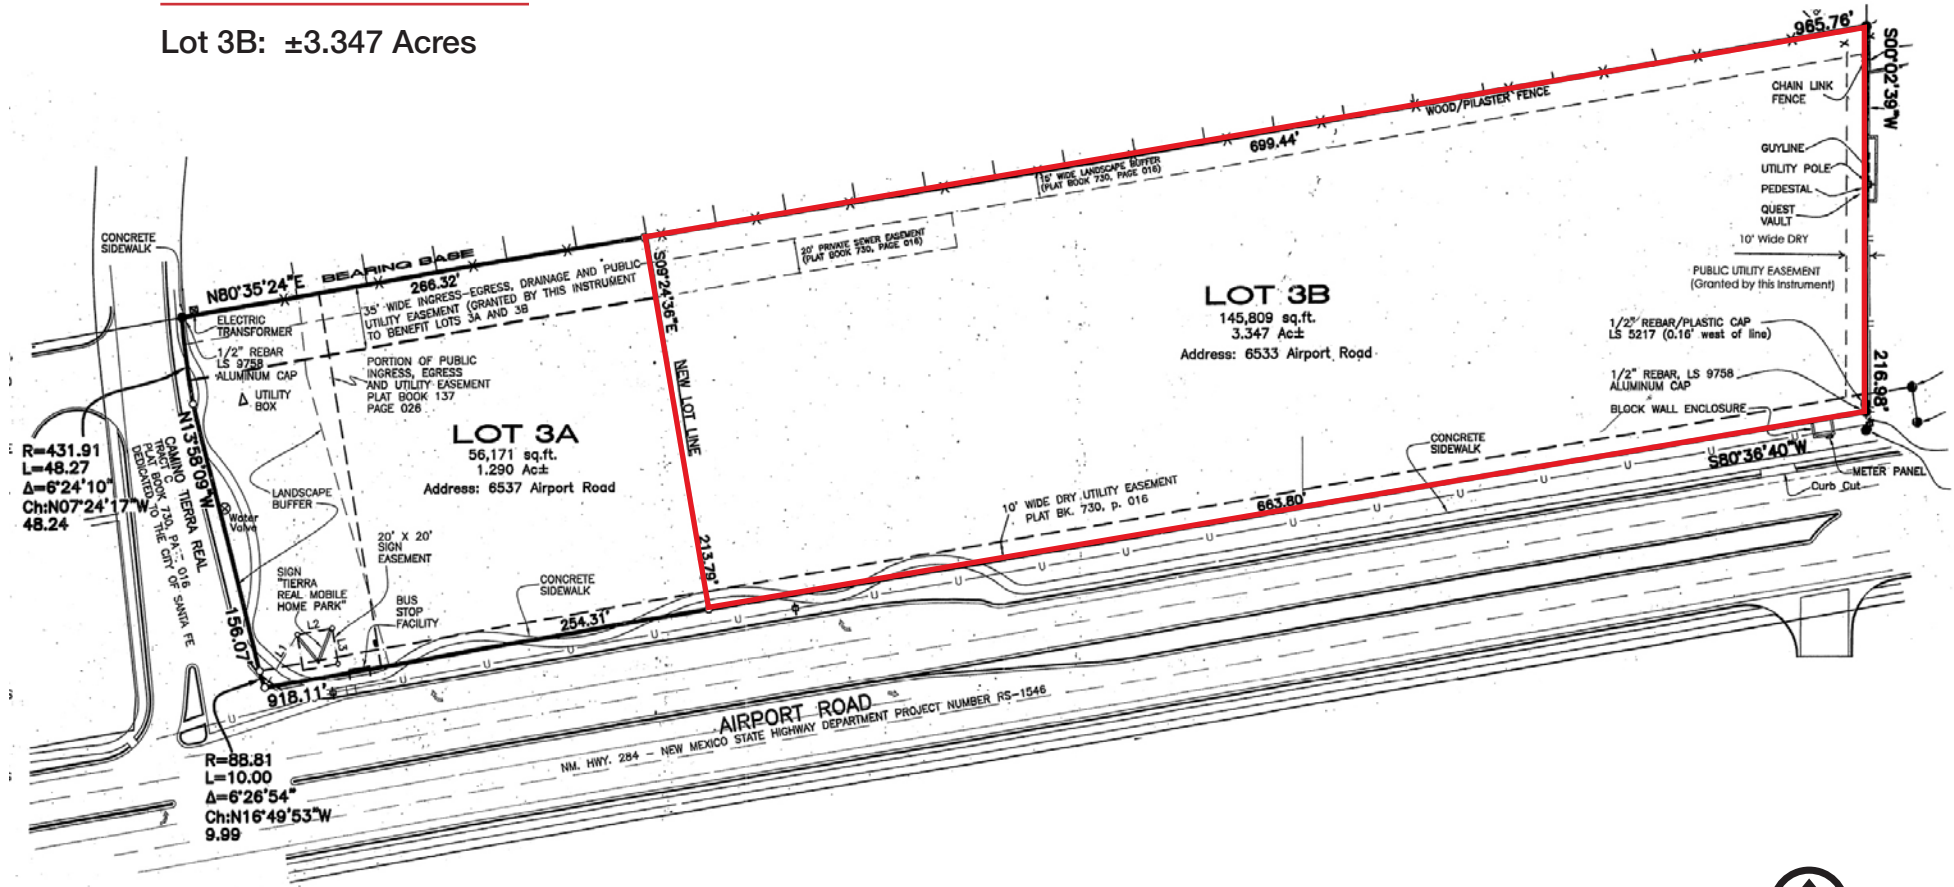 Lot 3B: ±3.347 Acres
965.76'
S00°02'39"W
CHAIN LINK
FENCE
WOOD/PILASTER FENCE
699.44'
GUYLINE
UTILITY POLE
PEDESTAL
QUEST
VAULT
10' Wide DRY
PUBLIC UTILITY EASEMENT
(Granted by this Instrument)
15' WIDE LANDSCAPE BUFFER
(PLAT BOOK 730, PAGE 016)
20' PRIVATE SEWER EASEMENT
(PLAT BOOK 730, PAGE 016)
CONCRETE
SIDEWALK
N80°35'24"E BEARING BASE
266.32'
35' WIDE INGRESS-EGRESS, DRAINAGE AND PUBLIC
UTILITY EASEMENT (GRANTED BY THIS INSTRUMENT
TO BENEFIT LOTS 3A AND 3B
S09°24'36"E
NEW LOT LINE
213.79'
ELECTRIC
TRANSFORMER
1/2" REBAR
LS 9758
ALUMINUM CAP
UTILITY
BOX
PORTION OF PUBLIC
INGRESS, EGRESS
AND UTILITY EASEMENT
PLAT BOOK 137
PAGE 026
LOT 3B
145,809 sq.ft.
3.347 Ac±
Address: 6533 Airport Road
1/2" REBAR/PLASTIC CAP
LS 5217 (0.16' west of line)
1/2" REBAR, LS 9758
ALUMINUM CAP
BLOCK WALL ENCLOSURE
216.98'
LOT 3A
56,171 sq.ft.
1.290 Ac±
Address: 6537 Airport Road
R=431.91
L=48.27
Δ=6°24'10"
Ch:N07°24'17"W
48.24
N13°58'09"W
156.07'
CAMINO TIERRA REAL
TRACT C
PLAT BOOK 730, PA 016
DEDICATED TO THE CITY OF SANTA FE
LANDSCAPE
BUFFER
Water
Valve
20' X 20'
SIGN
EASEMENT
SIGN
"TIERRA
REAL MOBILE
HOME PARK"
L1
L2
L3
BUS
STOP
FACILITY
CONCRETE
SIDEWALK
254.31'
918.11'
10' WIDE DRY UTILITY EASEMENT
PLAT BK. 730, p. 016
663.80'
CONCRETE
SIDEWALK
S80°36'40"W
METER PANEL
Curb Cut
AIRPORT ROAD
NM. HWY. 284 - NEW MEXICO STATE HIGHWAY DEPARTMENT PROJECT NUMBER RS-1546
R=88.81
L=10.00
Δ=6°26'54"
Ch:N16°49'53"W
9.99